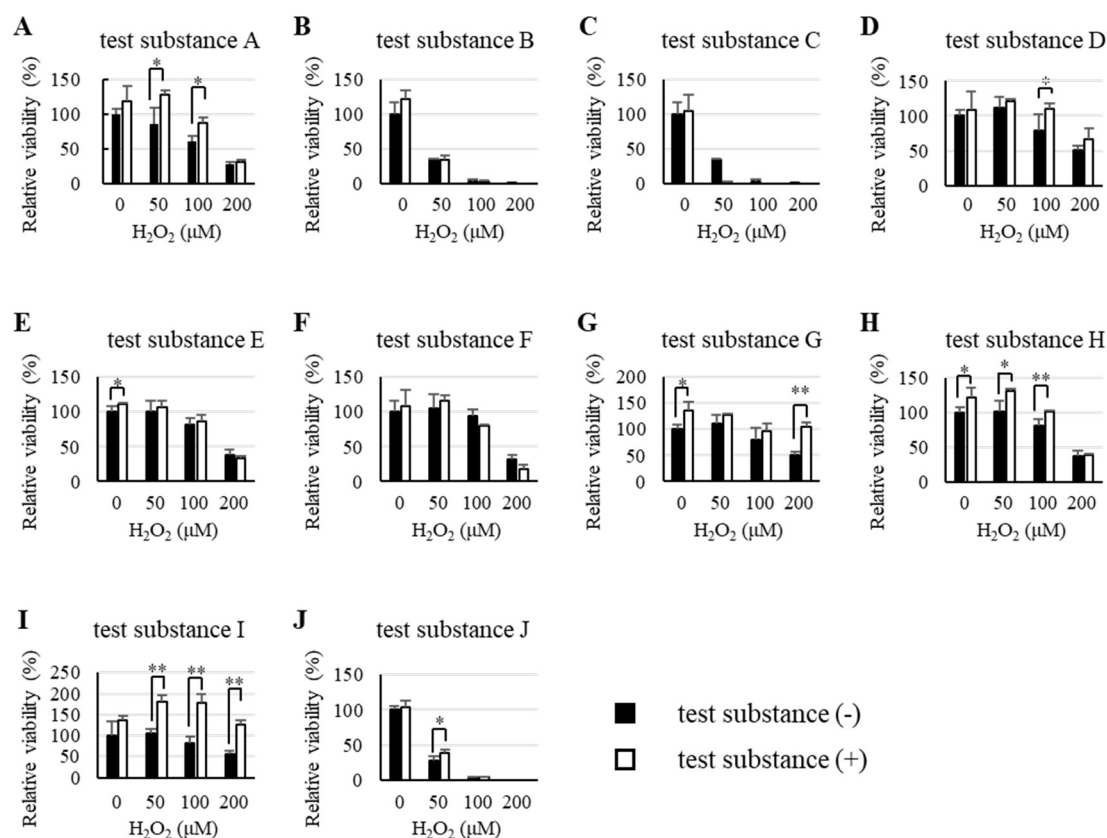 A
test substance A
Relative viability (%)
150
100
50
0
* *
0 50 100 200
H₂O₂ (μM)
B
test substance B
Relative viability (%)
150
100
50
0
0 50 100 200
H₂O₂ (μM)
C
test substance C
Relative viability (%)
150
100
50
0
0 50 100 200
H₂O₂ (μM)
D
test substance D
Relative viability (%)
150
100
50
0
*
0 50 100 200
H₂O₂ (μM)
E
test substance E
Relative viability (%)
150
100
50
0
*
0 50 100 200
H₂O₂ (μM)
F
test substance F
Relative viability (%)
150
100
50
0
0 50 100 200
H₂O₂ (μM)
G
test substance G
Relative viability (%)
200
150
100
50
0
* **
0 50 100 200
H₂O₂ (μM)
H
test substance H
Relative viability (%)
150
100
50
0
* * **
0 50 100 200
H₂O₂ (μM)
I
test substance I
Relative viability (%)
250
200
150
100
50
0
** ** **
0 50 100 200
H₂O₂ (μM)
J
test substance J
Relative viability (%)
150
100
50
0
*
0 50 100 200
H₂O₂ (μM)
test substance (-)
test substance (+)